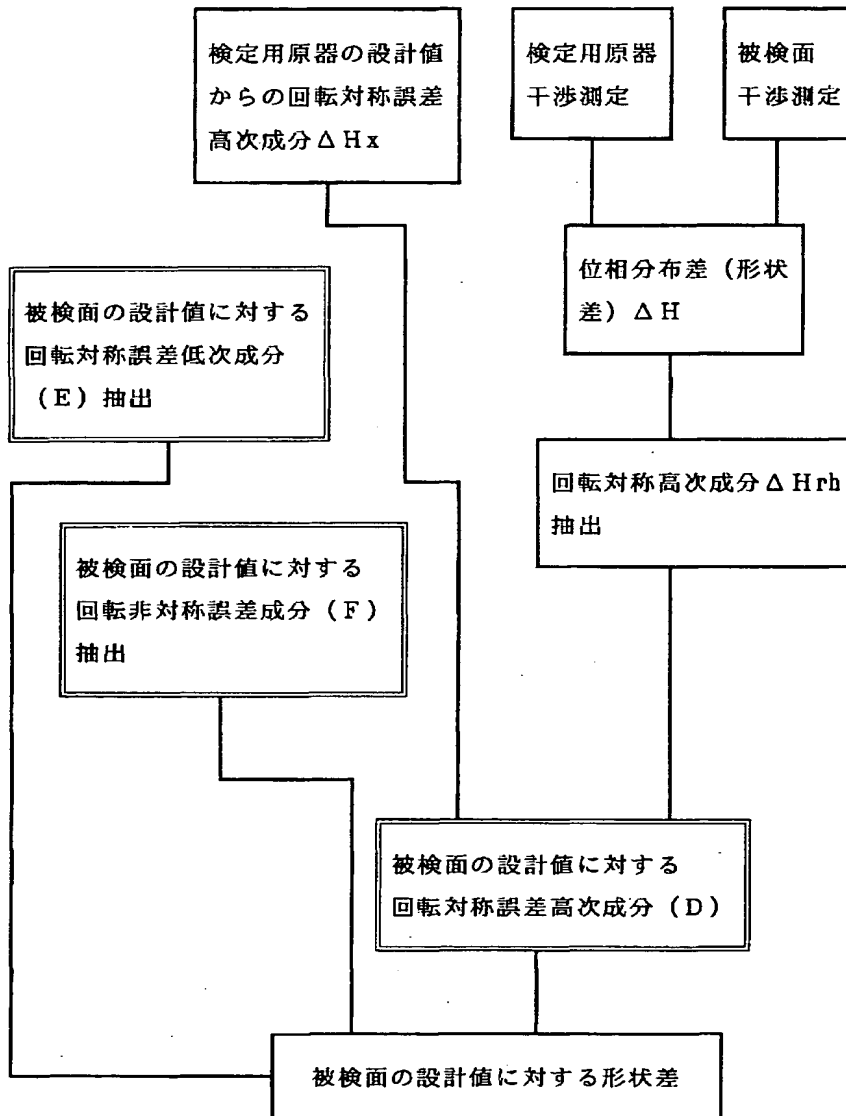 検定用原器の設計値
からの回転対称誤差
高次成分ΔHx
検定用原器
干渉測定
被検面
干渉測定
位相分布差（形状
差）ΔH
被検面の設計値に対する
回転対称誤差低次成分
（E）抽出
回転対称高次成分ΔHrh
抽出
被検面の設計値に対する
回転非対称誤差成分（F）
抽出
被検面の設計値に対する
回転対称誤差高次成分（D）
被検面の設計値に対する形状差